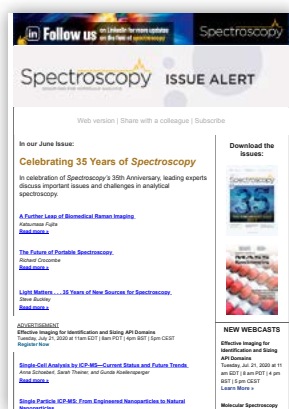 in Follow us on LinkedIn for more updates
on the field of spectroscopy
Spectroscopy
Spectroscopy ISSUE ALERT
Web version | Share with a colleague | Subscribe
In our June Issue:
Celebrating 35 Years of Spectroscopy
In celebration of Spectroscopy's 35th Anniversary, leading experts
discuss important issues and challenges in analytical
spectroscopy.
A Further Leap of Biomedical Raman Imaging
Katsumasa Fujita
Read more »
The Future of Portable Spectroscopy
Richard Crocombe
Read more »
Light Matters . . . 35 Years of New Sources for Spectroscopy
Steve Buckley
Read more »
ADVERTISEMENT
Effective Imaging for Identification and Sizing API Domains
Tuesday, July 21, 2020 at 11am EDT | 8am PDT | 4pm BST | 5pm CEST
Register Now
Single-Cell Analysis by ICP-MS—Current Status and Future Trends
Anna Schoeberl, Sarah Theiner, and Gunda Koellensperger
Read more »
Single Particle ICP-MS: From Engineered Nanoparticles to Natural
Nanoparticles
Download the
issues:
Spectroscopy
35
MASS
NEW WEBCASTS
Effective Imaging for
Identification and Sizing
API Domains
Tuesday, Jul. 21, 2020 at 11
am EDT | 8 am PDT | 4 pm
BST | 5 pm CEST
Learn More »
Molecular Spectroscopy